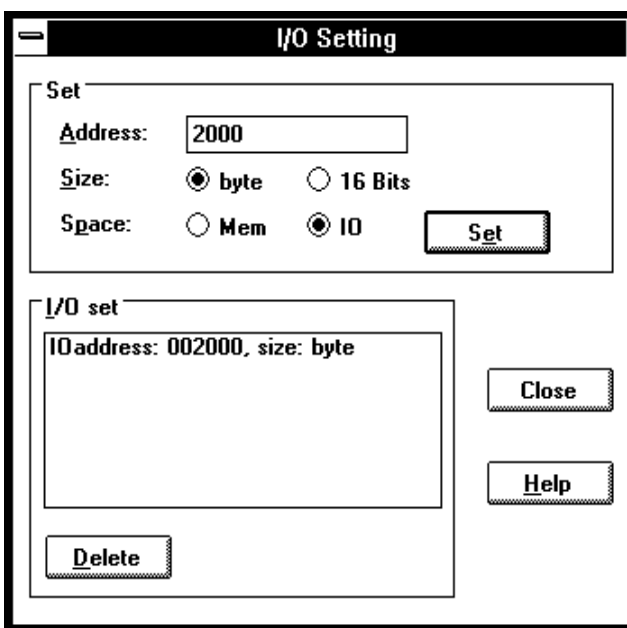 I/O Setting
Set
Address: 2000
Size: byte 16 Bits
Space: Mem IO Set
I/O set
IOaddress: 002000, size: byte
Close
Help
Delete